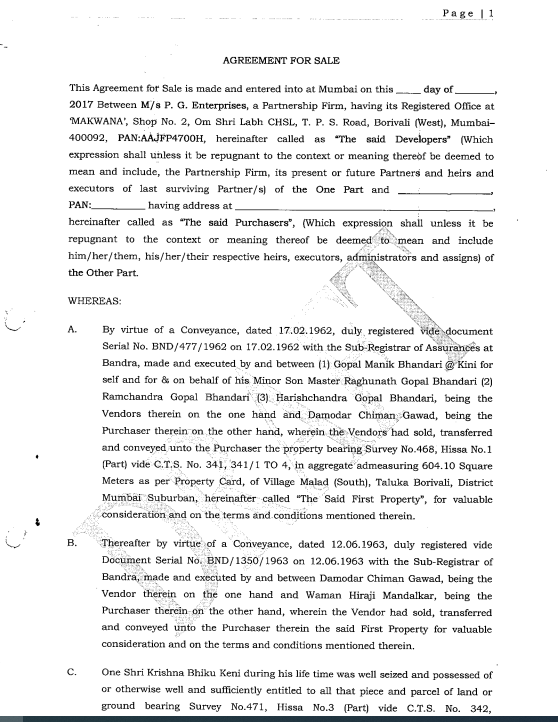 Page | 1
AGREEMENT FOR SALE
This Agreement for Sale is made and entered into at Mumbai on this ____ day of _______,
2017 Between M/s P. G. Enterprises, a Partnership Firm, having its Registered Office at
'MAKWANA', Shop No. 2, Om Shri Labh CHSL, T. P. S. Road, Borivali (West), Mumbai–
400092, PAN:AAJFP4700H, hereinafter called as "The said Developers" (Which
expression shall unless it be repugnant to the context or meaning thereof be deemed to
mean and include, the Partnership Firm, its present or future Partners and heirs and
executors of last surviving Partner/s) of the One Part and ________________,
PAN:_________ having address at ____________________________________________,
hereinafter called as "The said Purchasers", (Which expression shall unless it be
repugnant to the context or meaning thereof be deemed to mean and include
him/her/them, his/her/their respective heirs, executors, administrators and assigns) of
the Other Part.
WHEREAS:
A. By virtue of a Conveyance, dated 17.02.1962, duly registered vide document
Serial No. BND/477/1962 on 17.02.1962 with the Sub-Registrar of Assurances at
Bandra, made and executed by and between (1) Gopal Manik Bhandari @ Kini for
self and for & on behalf of his Minor Son Master Raghunath Gopal Bhandari (2)
Ramchandra Gopal Bhandari (3) Harishchandra Gopal Bhandari, being the
Vendors therein on the one hand and Damodar Chiman Gawad, being the
Purchaser therein on the other hand, wherein the Vendors had sold, transferred
and conveyed unto the Purchaser the property bearing Survey No.468, Hissa No.1
(Part) vide C.T.S. No. 341, 341/1 TO 4, in aggregate admeasuring 604.10 Square
Meters as per Property Card, of Village Malad (South), Taluka Borivali, District
Mumbai Suburban, hereinafter called "The Said First Property", for valuable
consideration and on the terms and conditions mentioned therein.
B. Thereafter by virtue of a Conveyance, dated 12.06.1963, duly registered vide
Document Serial No. BND/1350/1963 on 12.06.1963 with the Sub-Registrar of
Bandra, made and executed by and between Damodar Chiman Gawad, being the
Vendor therein on the one hand and Waman Hiraji Mandalkar, being the
Purchaser therein on the other hand, wherein the Vendor had sold, transferred
and conveyed unto the Purchaser therein the said First Property for valuable
consideration and on the terms and conditions mentioned therein.
C. One Shri Krishna Bhiku Keni during his life time was well seized and possessed of
or otherwise well and sufficiently entitled to all that piece and parcel of land or
ground bearing Survey No.471, Hissa No.3 (Part) vide C.T.S. No. 342,